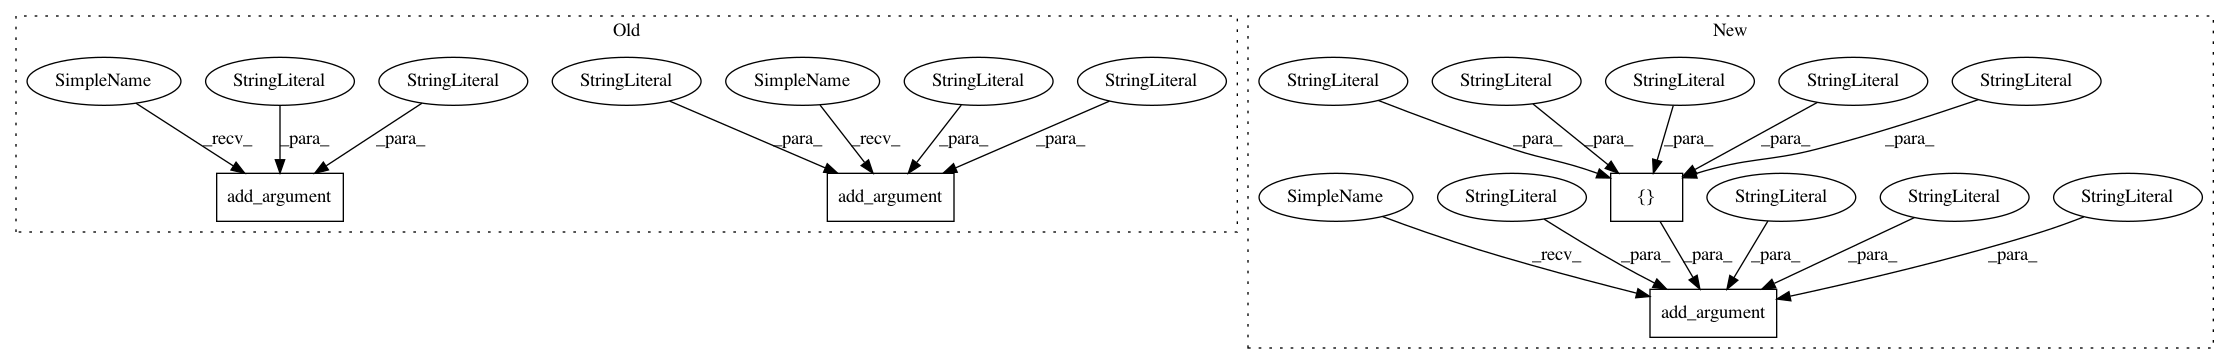 Old
SimpleName
StringLiteral
StringLiteral
StringLiteral
SimpleName
StringLiteral
StringLiteral
_recv_
_para_
_para_
_para_
_recv_
_para_
_para_
add_argument
add_argument
New
StringLiteral
StringLiteral
StringLiteral
StringLiteral
StringLiteral
_para_
_para_
_para_
_para_
_para_
SimpleName
StringLiteral
{}
StringLiteral
StringLiteral
StringLiteral
_recv_
_para_
_para_
_para_
_para_
_para_
add_argument